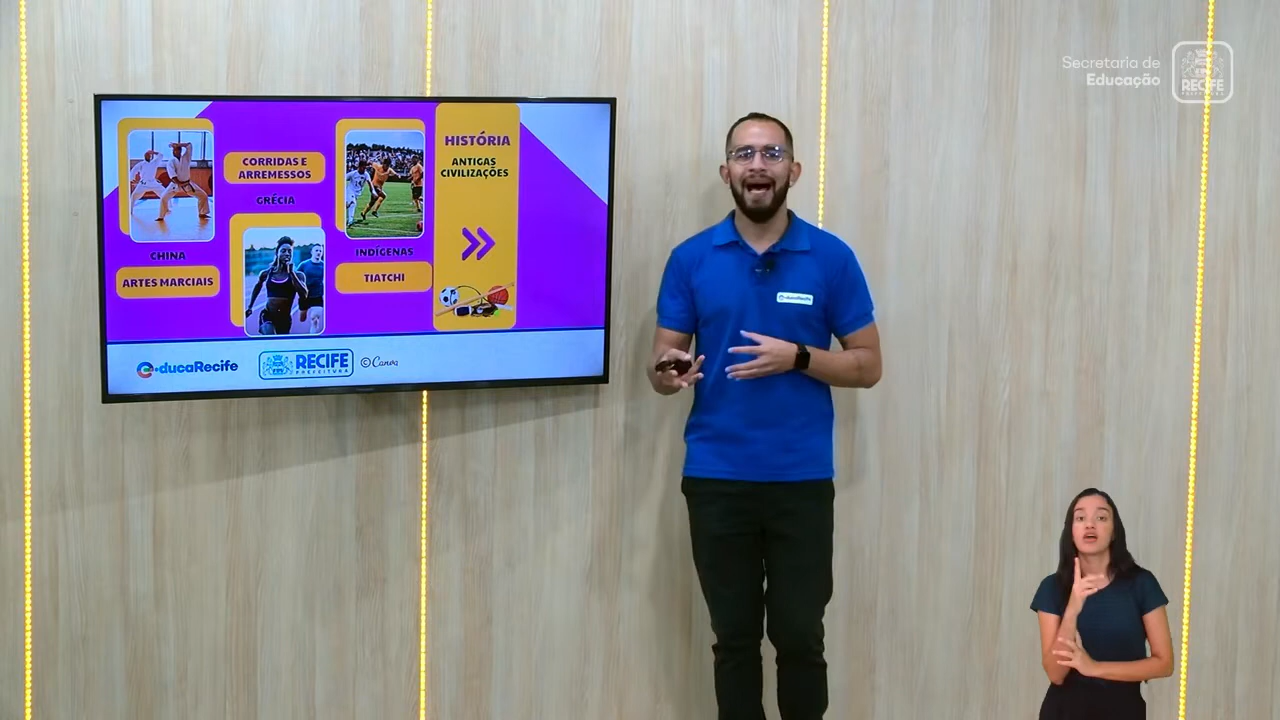 Secretaria de
Educação
RECIFE
PREFEITURA
CHINA
ARTES MARCIAIS
CORRIDAS E
ARREMESSOS
GRÉCIA
INDÍGENAS
TIATCHI
HISTÓRIA
ANTIGAS
CIVILIZAÇÕES
EducaRecife
RECIFE
PREFEITURA
© Canva
EducaRecife